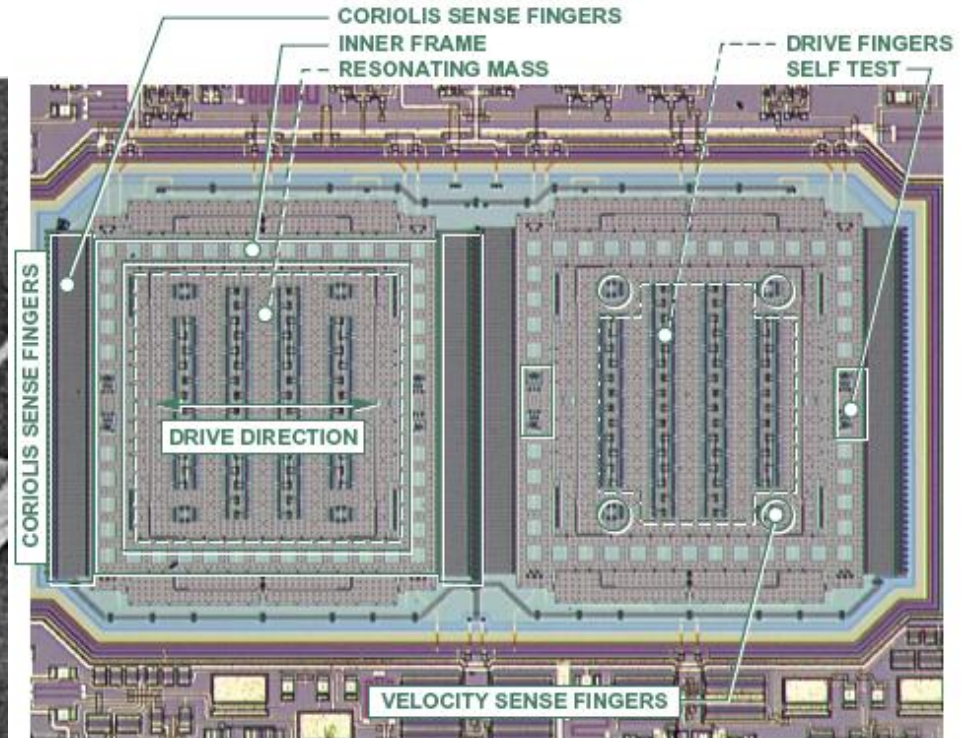 CORIOLIS SENSE FINGERS
INNER FRAME
RESONATING MASS
DRIVE FINGERS
SELF TEST
CORIOLIS SENSE FINGERS
DRIVE DIRECTION
VELOCITY SENSE FINGERS